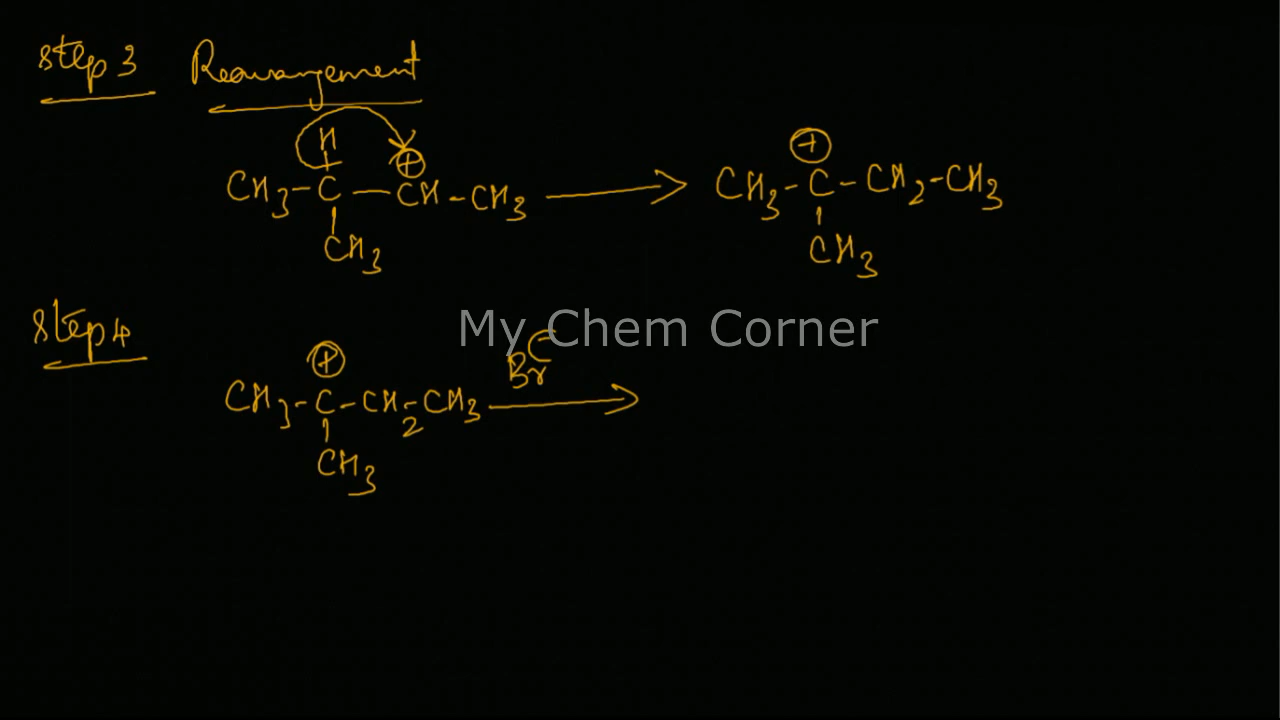 step 3 Rearrangement
H
CH3-C-CH-CH3 → CH3-C-CH2-CH3
⊕ ⊕
CH3 CH3
step 4
My Chem Corner
⊕ Br
CH3-C-CH2-CH3 →
CH3